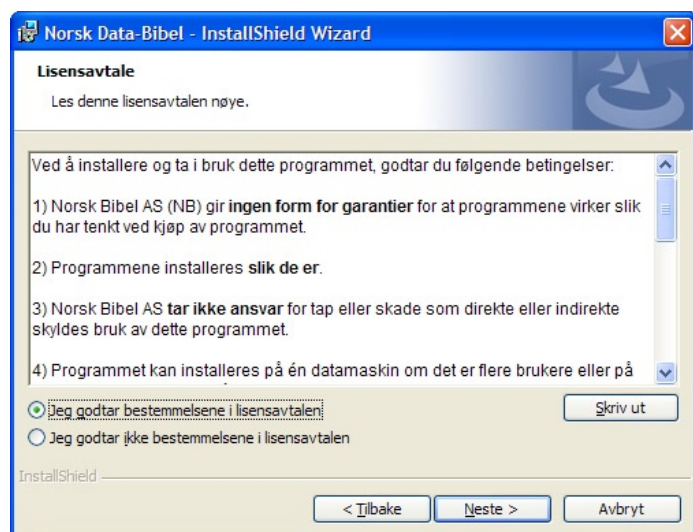 Norsk Data-Bibel - InstallShield Wizard
Lisensavtale
Les denne lisensavtalen nøye.
Ved å installere og ta i bruk dette programmet, godtar du følgende betingelser:
1) Norsk Bibel AS (NB) gir ingen form for garantier for at programmene virker slik
du har tenkt ved kjøp av programmet.
2) Programmene installeres slik de er.
3) Norsk Bibel AS tar ikke ansvar for tap eller skade som direkte eller indirekte
skyldes bruk av dette programmet.
4) Programmet kan installeres på én datamaskin om det er flere brukere eller på
Jeg godtar bestemmelsene i lisensavtalen
Skriv ut
Jeg godtar ikke bestemmelsene i lisensavtalen
InstallShield
< Tilbake
Neste >
Avbryt